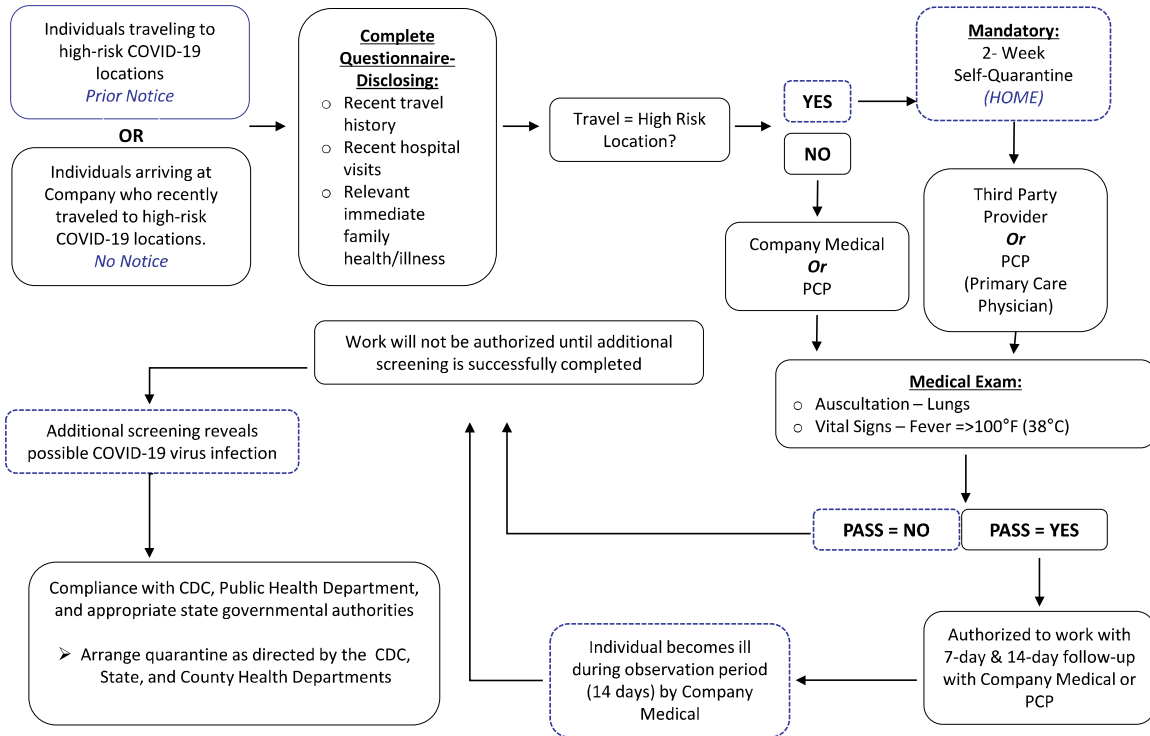 Individuals traveling to
high-risk COVID-19
locations
Prior Notice
OR
Individuals arriving at
Company who recently
traveled to high-risk
COVID-19 locations.
No Notice
Complete
Questionnaire-
Disclosing:
○ Recent travel
history
○ Recent hospital
visits
○ Relevant
immediate
family
health/illness
Travel = High Risk
Location?
YES
NO
Mandatory:
2- Week
Self-Quarantine
(HOME)
Company Medical
Or
PCP
Third Party
Provider
Or
PCP
(Primary Care
Physician)
Medical Exam:
○ Auscultation – Lungs
○ Vital Signs – Fever =>100°F (38°C)
PASS = NO
PASS = YES
Authorized to work with
7-day & 14-day follow-up
with Company Medical or
PCP
Individual becomes ill
during observation period
(14 days) by Company
Medical
Work will not be authorized until additional
screening is successfully completed
Additional screening reveals
possible COVID-19 virus infection
Compliance with CDC, Public Health Department,
and appropriate state governmental authorities
➢ Arrange quarantine as directed by the CDC,
State, and County Health Departments